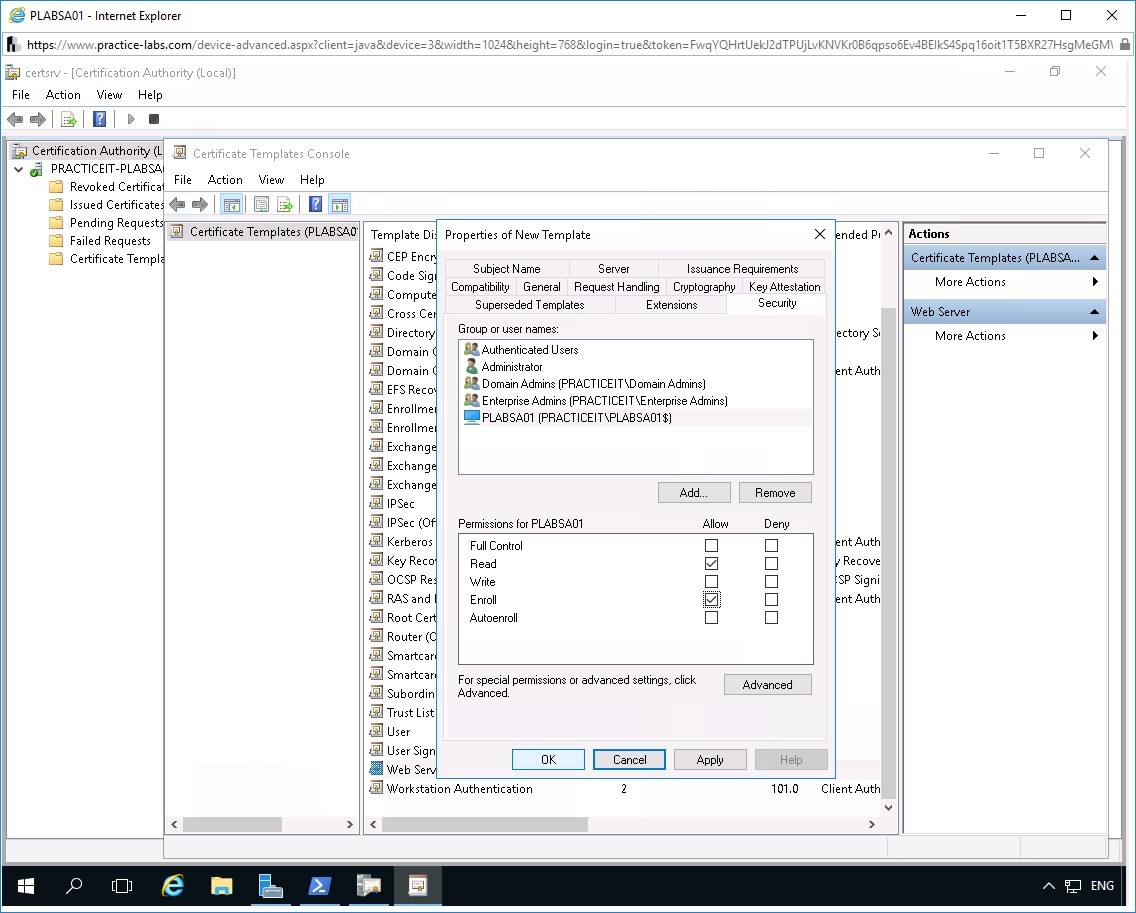 PLABSA01 - Internet Explorer
https://www.practice-labs.com/device-advanced.aspx?client=java&device=3&width=1024&height=768&login=true&token=FwqYQHrtUekJ2dTPUjLvKNVKr0B6qpso6Ev4BElkS4Spq16oit1T5BXR27HsgMeGM
certsrv - [Certification Authority (Local)]
File Action View Help
Certification Authority (L
PRACTICEIT-PLABSA
Revoked Certificat
Issued Certificates
Pending Requests
Failed Requests
Certificate Templa
Certificate Templates Console
File Action View Help
Certificate Templates (PLABSA0
Template Di
ended P
CEP Encry
Code Sig
Compute
Cross Cer
Directory
ectory S
Domain
Domain
ent Auth
EFS Reco
Enrollme
Enrollme
Exchange
Exchange
Exchange
IPSec
IPSec (Of
Kerberos
ent Auth
Key Reco
y Recove
OCSP Res
CSP Signi
RAS and
ent Auth
Root Cert
Router (O
Smartcar
Smartcar
Subordin
Trust List
User
User Sign
Web Serv
Workstation Authentication 2 101.0 Client Auth
Properties of New Template
Subject Name Server Issuance Requirements
Compatibility General Request Handling Cryptography Key Attestation
Superseded Templates Extensions Security
Group or user names:
Authenticated Users
Administrator
Domain Admins (PRACTICEIT\Domain Admins)
Enterprise Admins (PRACTICEIT\Enterprise Admins)
PLABSA01 (PRACTICEIT\PLABSA01$)
Add... Remove
Permissions for PLABSA01 Allow Deny
Full Control
Read
Write
Enroll
Autoenroll
For special permissions or advanced settings, click
Advanced.
Advanced
OK Cancel Apply Help
Actions
Certificate Templates (PLABSA...
More Actions
Web Server
More Actions
ENG